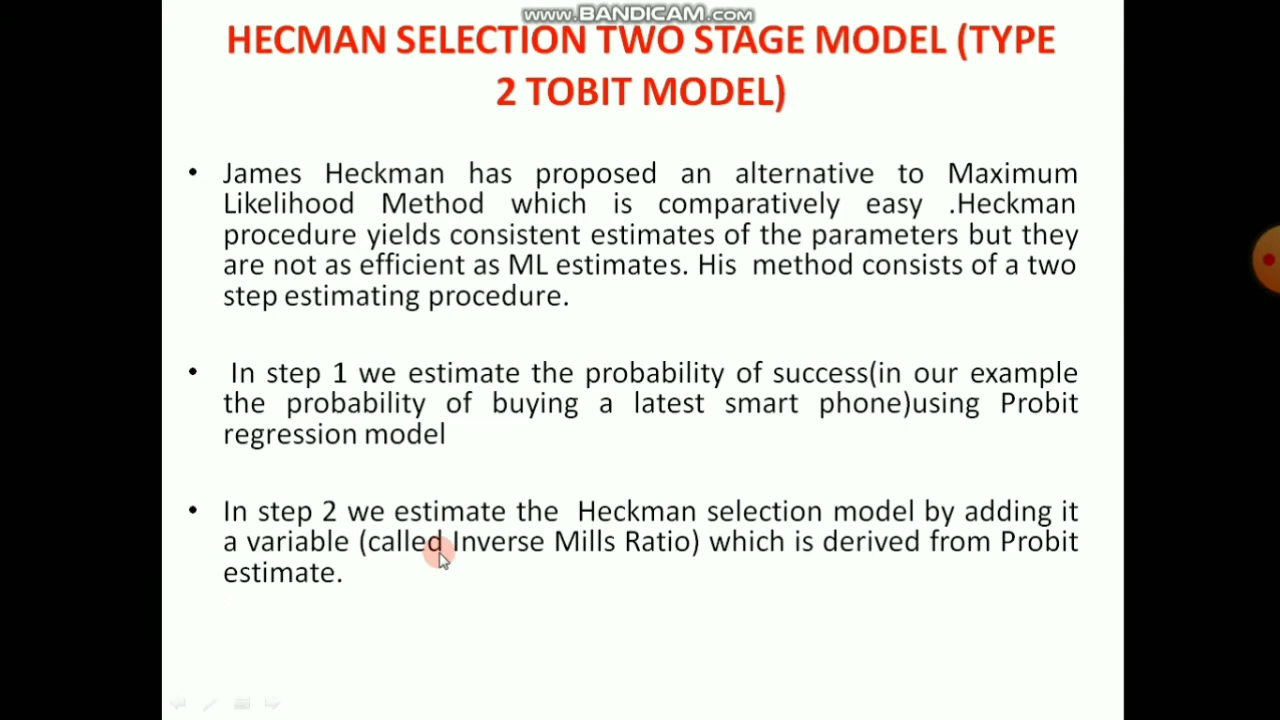 www.BANDICAM.com
HECMAN SELECTION TWO STAGE MODEL (TYPE
2 TOBIT MODEL)
• James Heckman has proposed an alternative to Maximum
Likelihood Method which is comparatively easy .Heckman
procedure yields consistent estimates of the parameters but they
are not as efficient as ML estimates. His method consists of a two
step estimating procedure.
• In step 1 we estimate the probability of success(in our example
the probability of buying a latest smart phone)using Probit
regression model
• In step 2 we estimate the Heckman selection model by adding it
a variable (called Inverse Mills Ratio) which is derived from Probit
estimate.